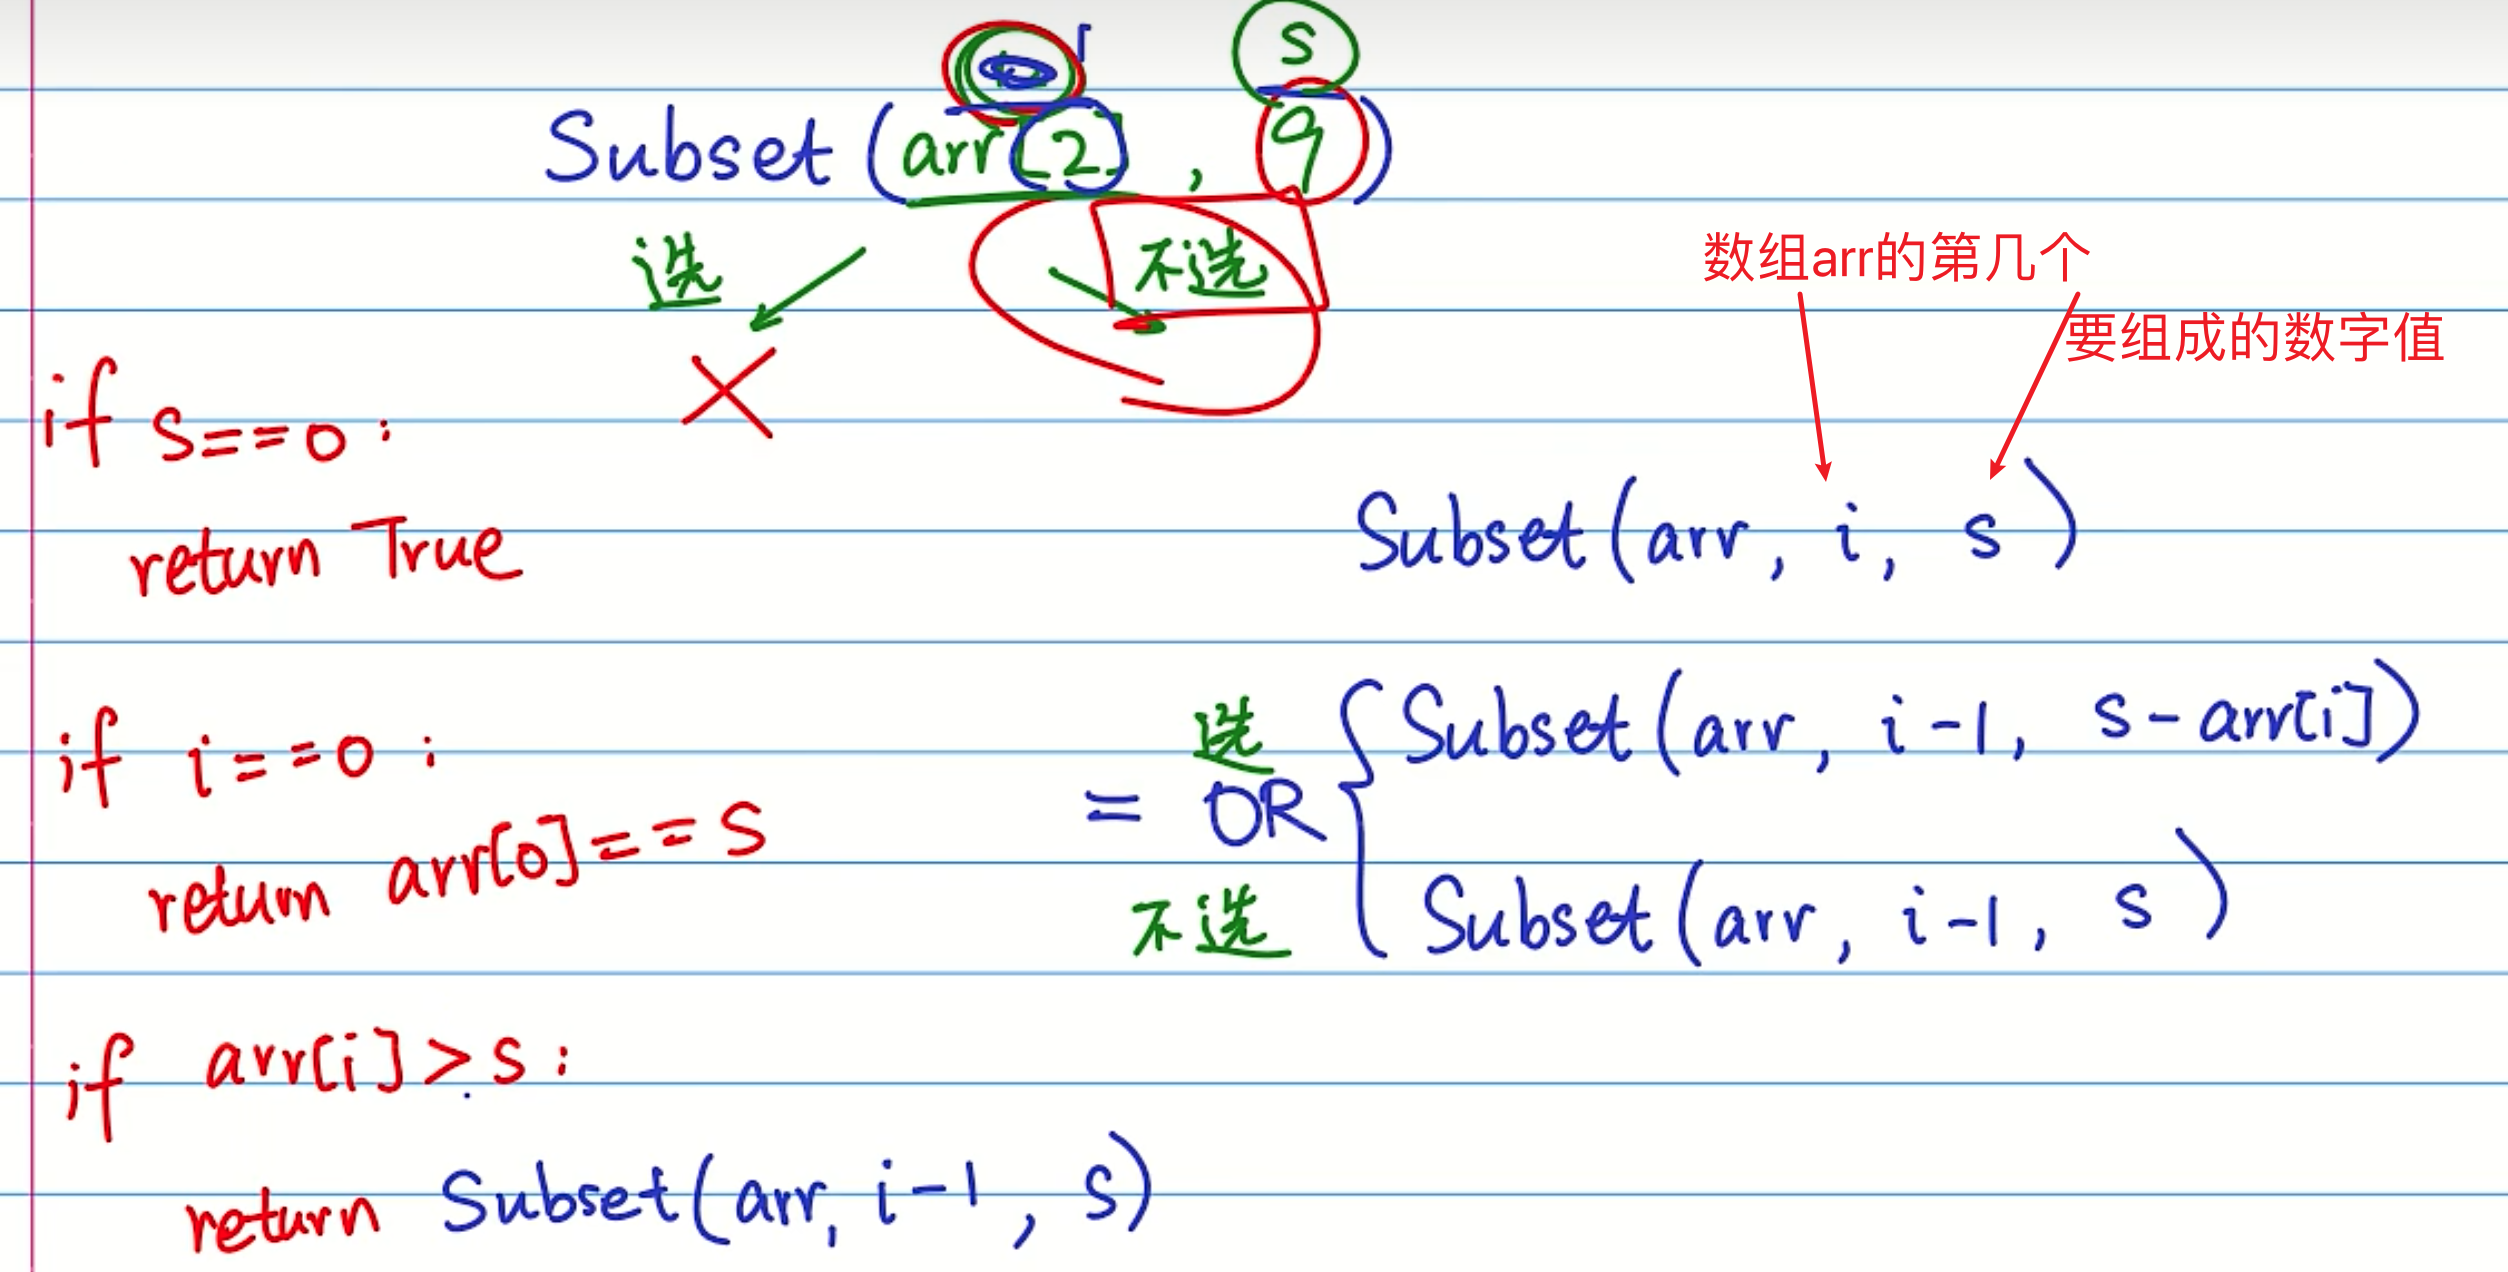 s
Subset (arr[2], 9)
选 不选
数组arr的第几个
要组成的数字值
if s==0:
return True
Subset(arr, i, s)
if i==0:
return arr[0]==s
= OR
选 Subset(arr, i-1, s-arr[i])
不选 Subset(arr, i-1, s)
if arr[i]>s:
return Subset(arr, i-1, s)